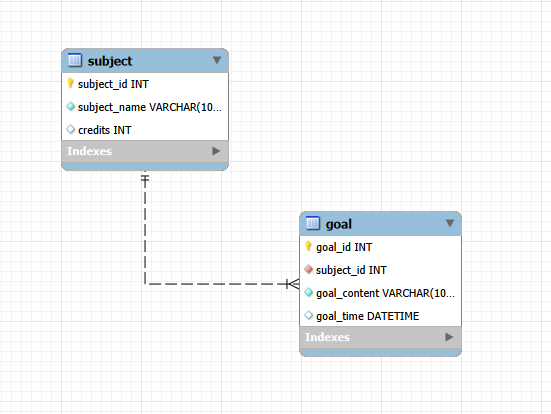 subject
subject_id INT
subject_name VARCHAR(10...
credits INT
Indexes
goal
goal_id INT
subject_id INT
goal_content VARCHAR(10...
goal_time DATETIME
Indexes